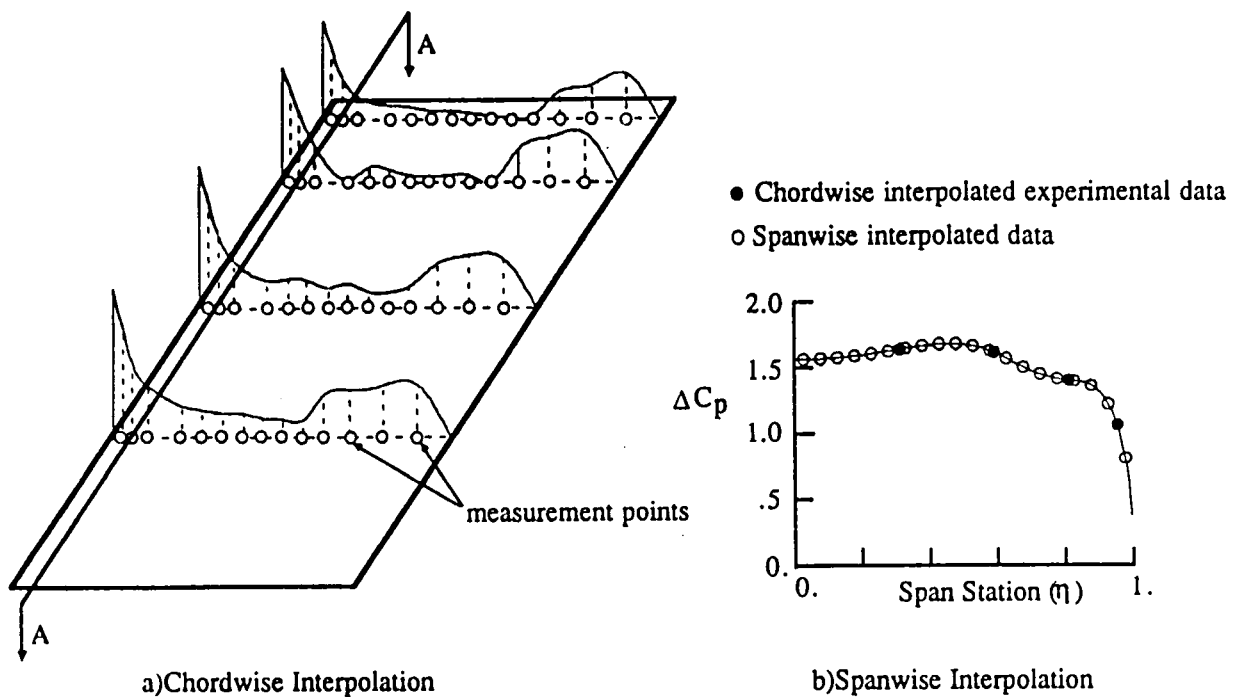 A
A
measurement points
a)Chordwise Interpolation
● Chordwise interpolated experimental data
○ Spanwise interpolated data
2.0
1.5
ΔCp
1.0
.5
0.
0.
Span Station (η)
1.
b)Spanwise Interpolation